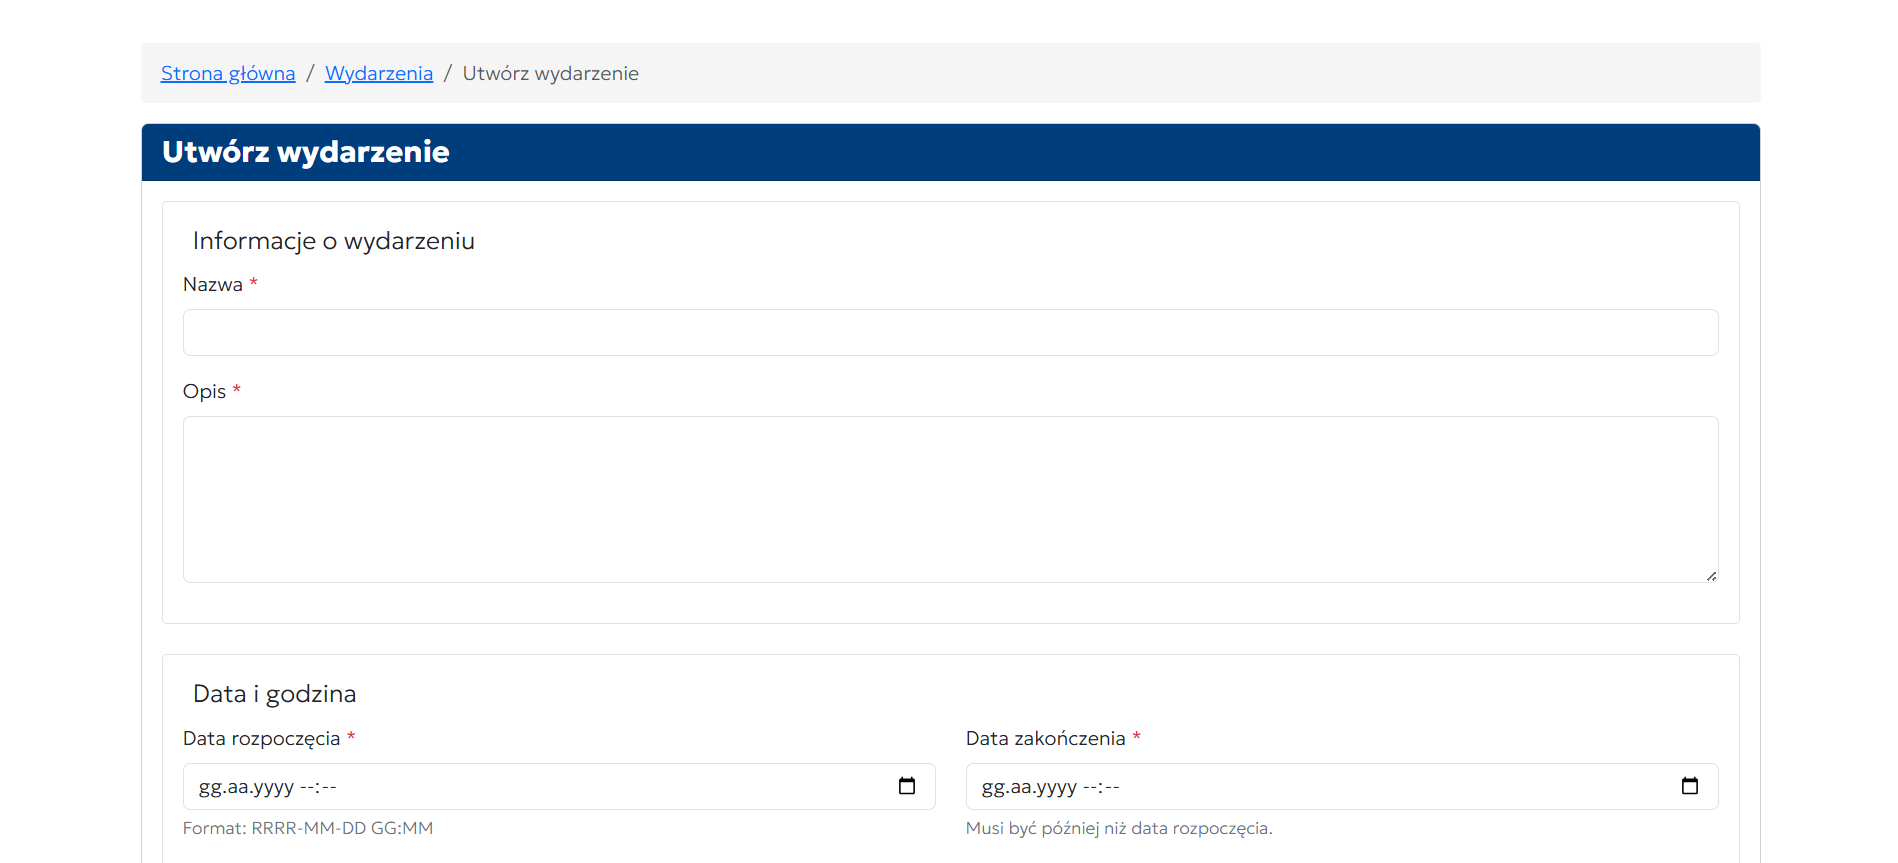 Strona główna / Wydarzenia / Utwórz wydarzenie
Utwórz wydarzenie
Informacje o wydarzeniu
Nazwa *
Opis *
Data i godzina
Data rozpoczęcia *
gg.aa.yyyy --:--
Format: RRRR-MM-DD GG:MM
Data zakończenia *
gg.aa.yyyy --:--
Musi być później niż data rozpoczęcia.